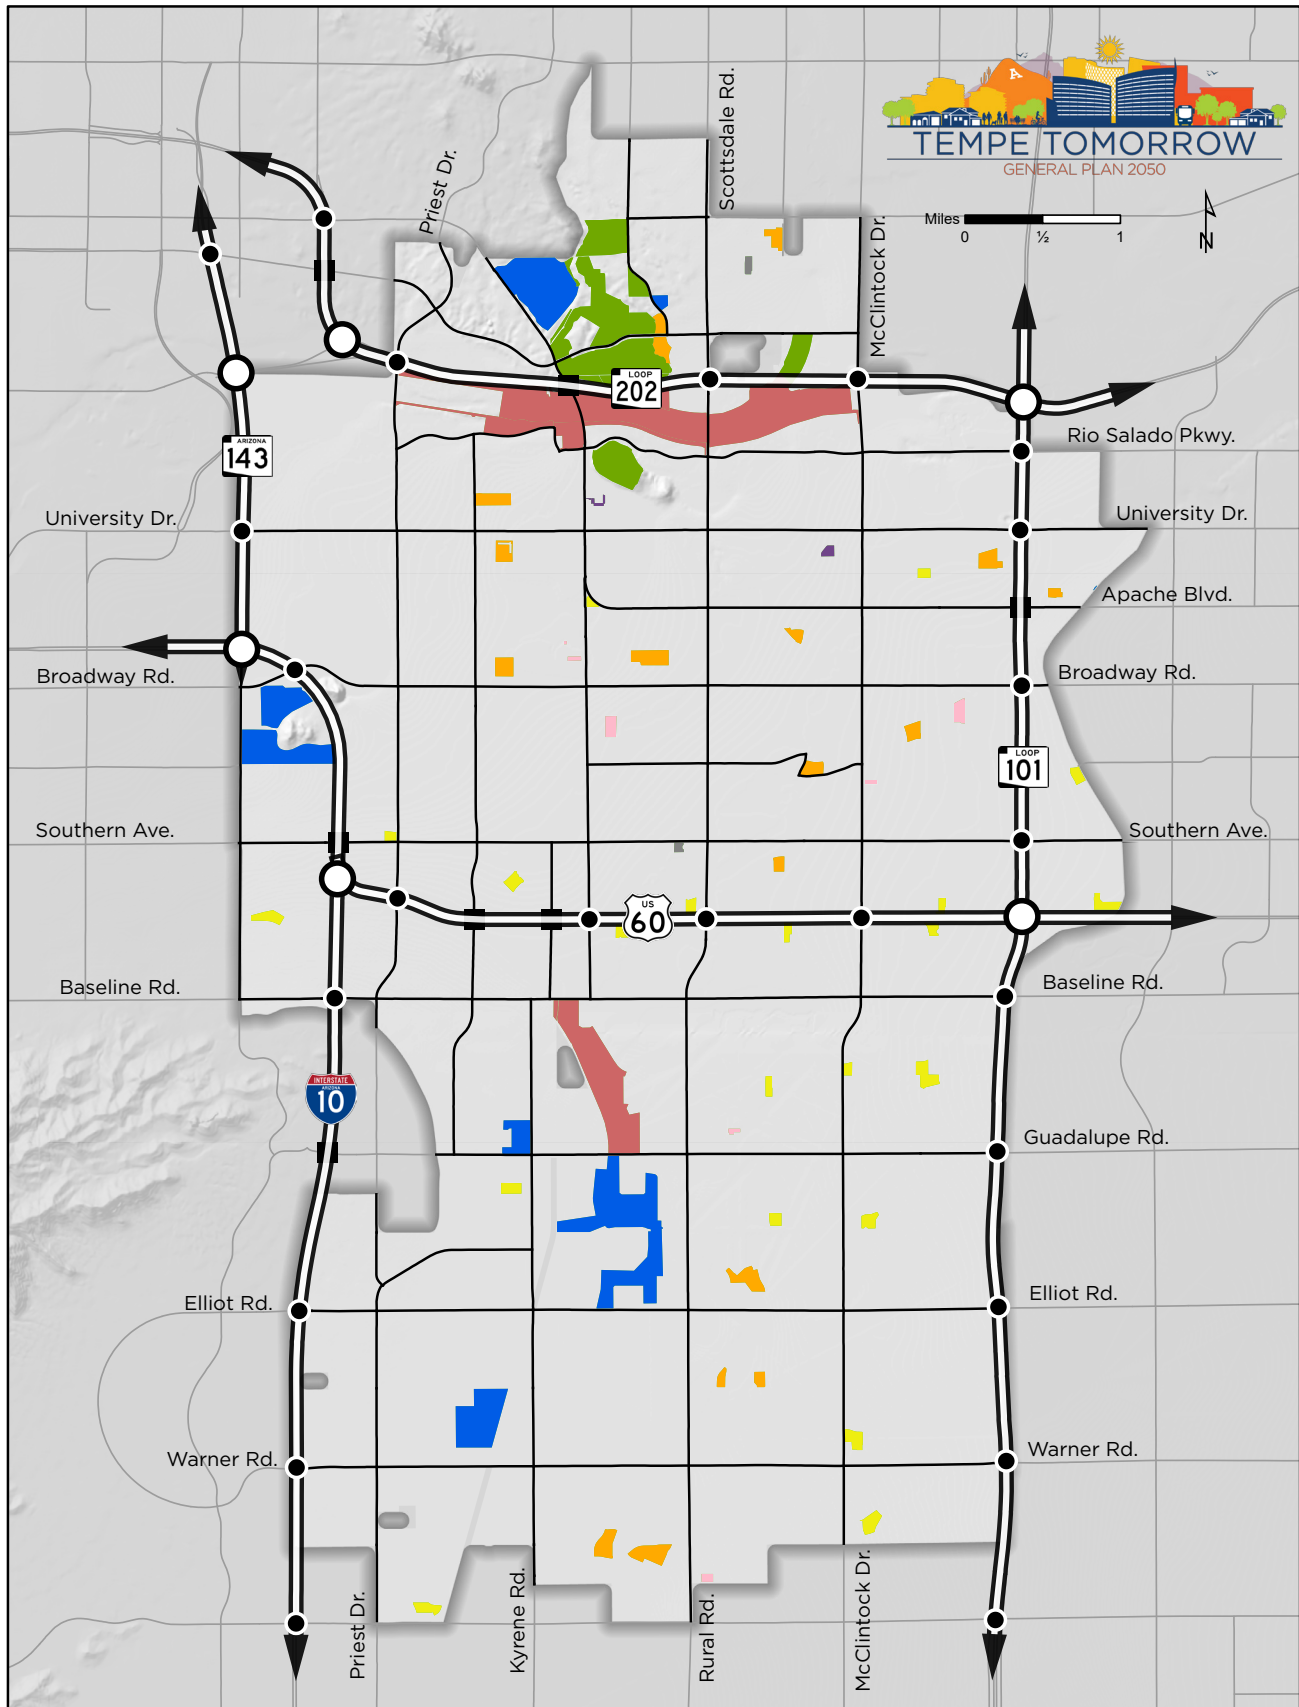 A
TEMPE TOMORROW
GENERAL PLAN 2050
Scottsdale Rd.
Priest Dr.
McClintock Dr.
Miles
0 ½ 1
N
LOOP
202
ARIZONA
143
Rio Salado Pkwy.
University Dr.
University Dr.
Apache Blvd.
Broadway Rd.
Broadway Rd.
LOOP
101
Southern Ave.
Southern Ave.
US
60
Baseline Rd.
Baseline Rd.
INTERSTATE
ARIZONA
10
Guadalupe Rd.
Elliot Rd.
Elliot Rd.
Warner Rd.
Warner Rd.
Priest Dr.
Kyrene Rd.
Rural Rd.
McClintock Dr.